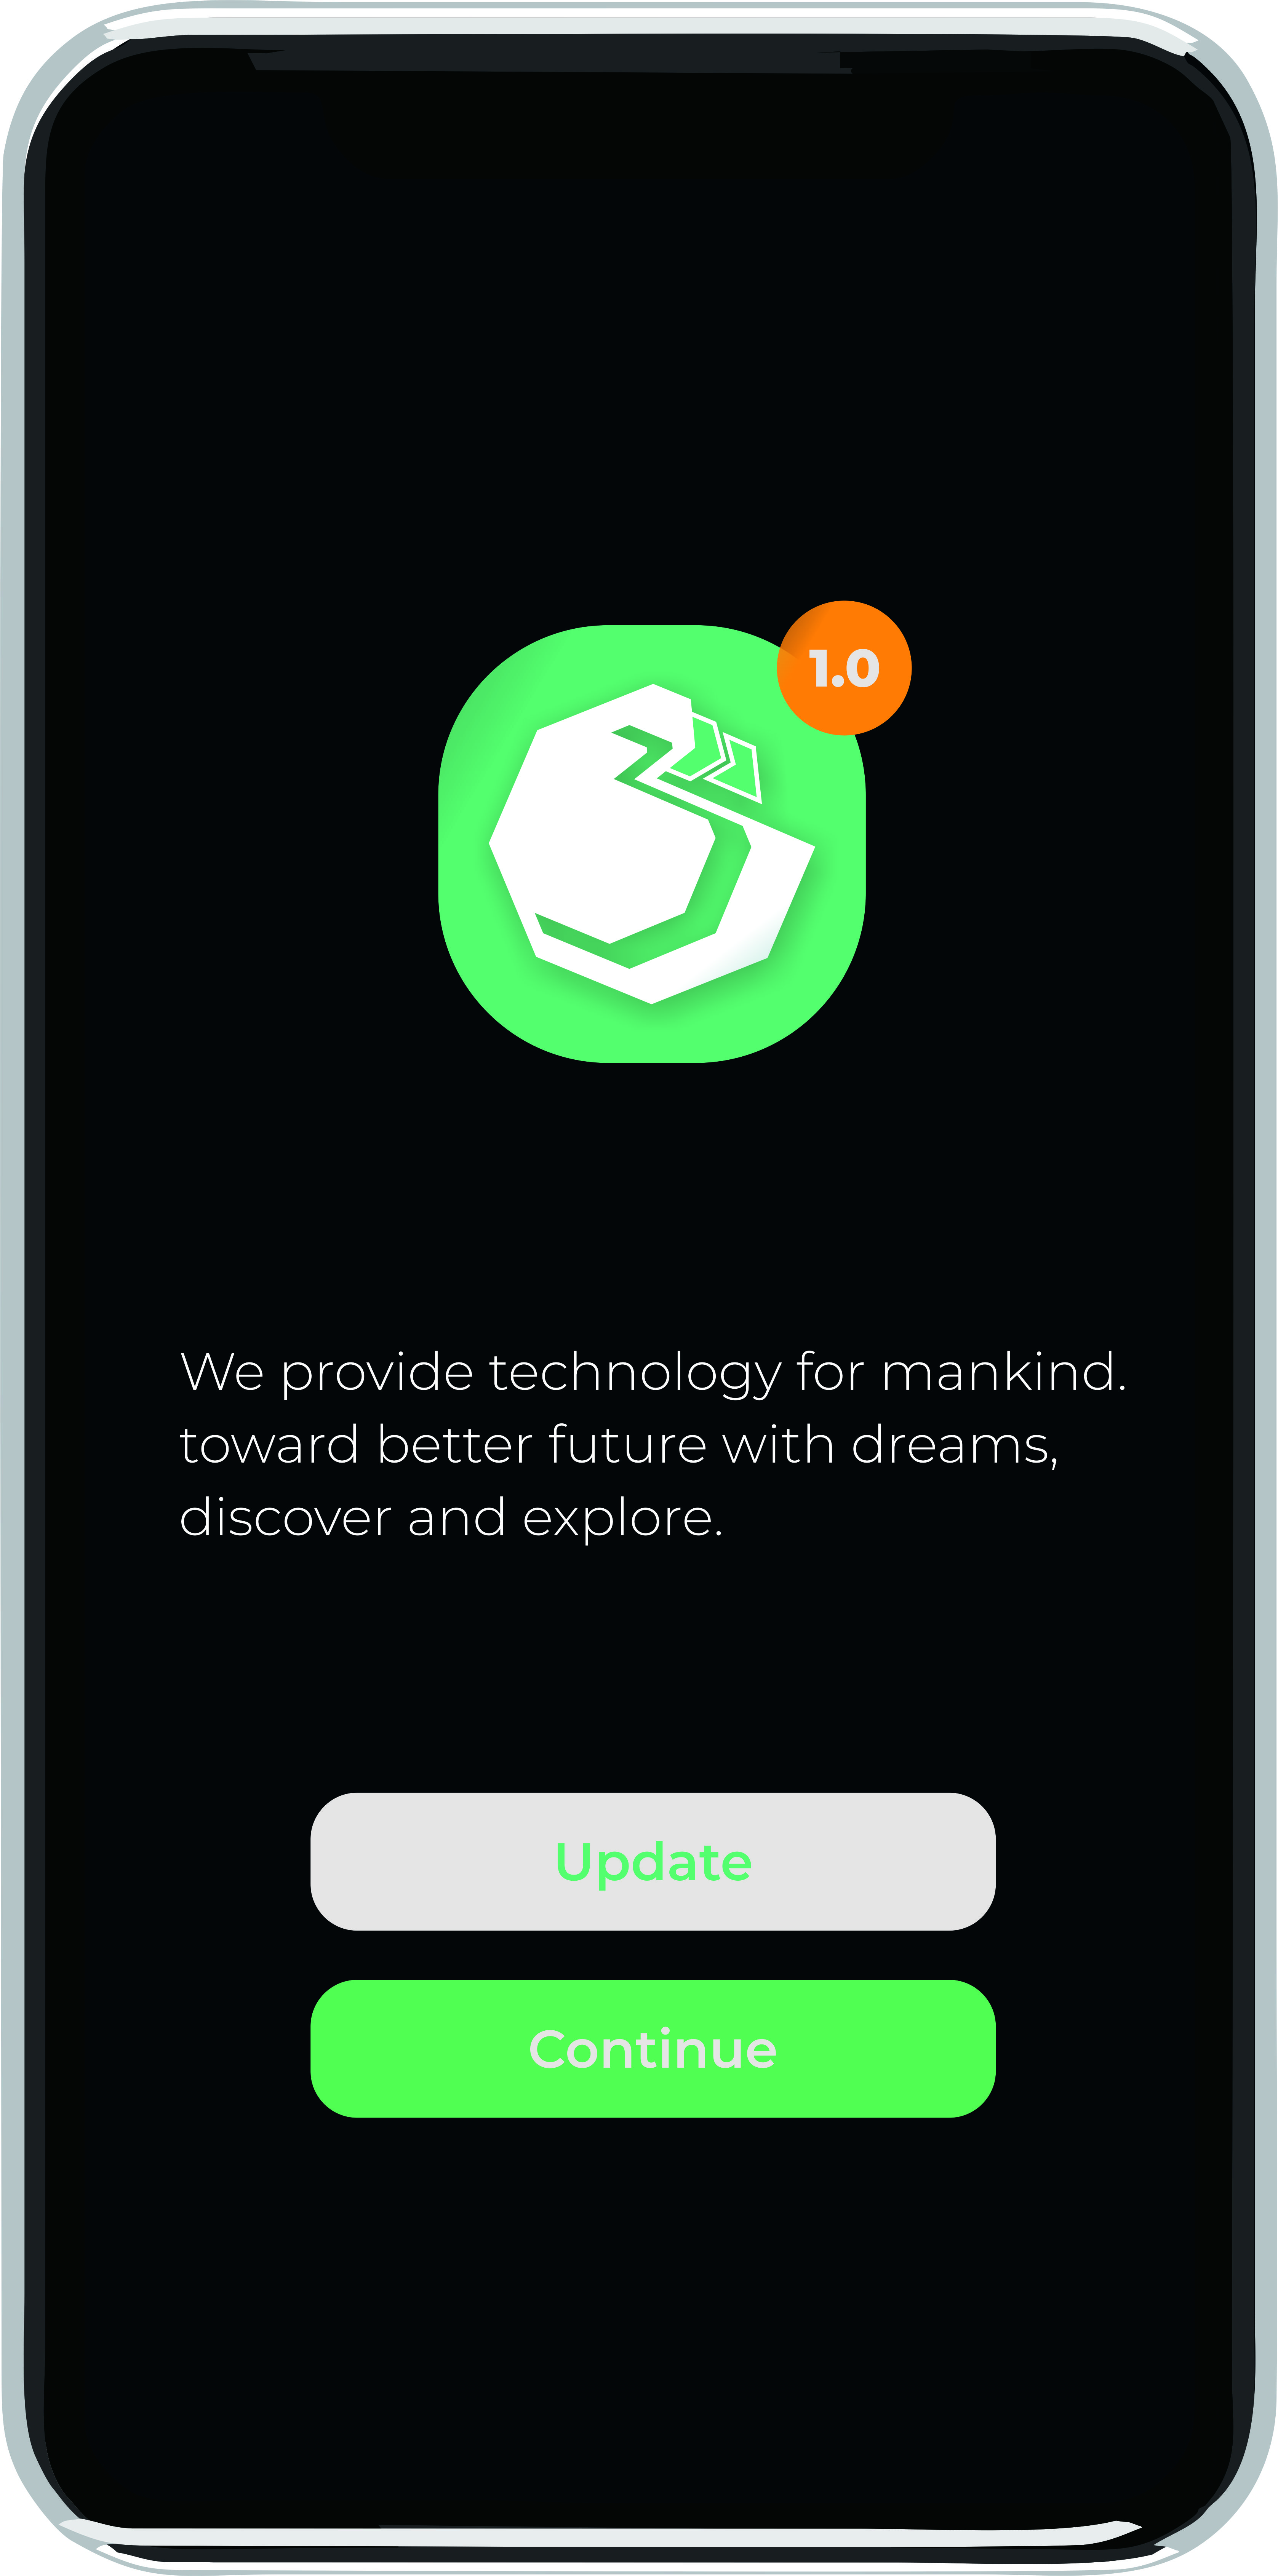 1.0
We provide technology for mankind.
toward better future with dreams,
discover and explore.
Update
Continue